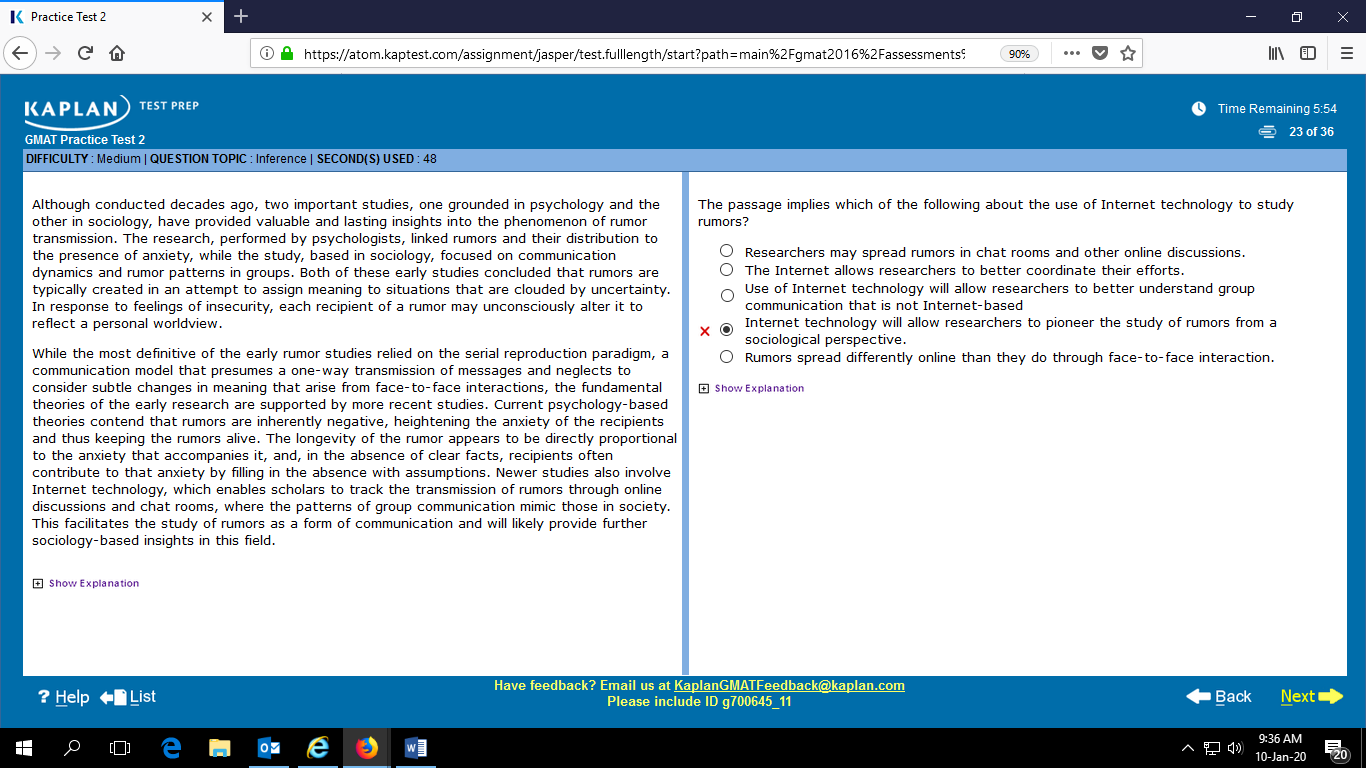 Practice Test 2
https://atom.kaptest.com/assignment/jasper/test.fulllength/start?path=main%2Fgmat2016%2Fassessments%
90%
KAPLAN TEST PREP
GMAT Practice Test 2
Time Remaining 5:54
23 of 36
DIFFICULTY : Medium | QUESTION TOPIC : Inference | SECOND(S) USED : 48
Although conducted decades ago, two important studies, one grounded in psychology and the
other in sociology, have provided valuable and lasting insights into the phenomenon of rumor
transmission. The research, performed by psychologists, linked rumors and their distribution to
the presence of anxiety, while the study, based in sociology, focused on communication
dynamics and rumor patterns in groups. Both of these early studies concluded that rumors are
typically created in an attempt to assign meaning to situations that are clouded by uncertainty.
In response to feelings of insecurity, each recipient of a rumor may unconsciously alter it to
reflect a personal worldview.
While the most definitive of the early rumor studies relied on the serial reproduction paradigm, a
communication model that presumes a one-way transmission of messages and neglects to
consider subtle changes in meaning that arise from face-to-face interactions, the fundamental
theories of the early research are supported by more recent studies. Current psychology-based
theories contend that rumors are inherently negative, heightening the anxiety of the recipients
and thus keeping the rumors alive. The longevity of the rumor appears to be directly proportional
to the anxiety that accompanies it, and, in the absence of clear facts, recipients often
contribute to that anxiety by filling in the absence with assumptions. Newer studies also involve
Internet technology, which enables scholars to track the transmission of rumors through online
discussions and chat rooms, where the patterns of group communication mimic those in society.
This facilitates the study of rumors as a form of communication and will likely provide further
sociology-based insights in this field.
Show Explanation
The passage implies which of the following about the use of Internet technology to study
rumors?
Researchers may spread rumors in chat rooms and other online discussions.
The Internet allows researchers to better coordinate their efforts.
Use of Internet technology will allow researchers to better understand group
communication that is not Internet-based
Internet technology will allow researchers to pioneer the study of rumors from a
sociological perspective.
Rumors spread differently online than they do through face-to-face interaction.
Show Explanation
? Help
List
Have feedback? Email us at KaplanGMATFeedback@kaplan.com
Please include ID g700645_11
Back
Next
9:36 AM
10-Jan-20
20